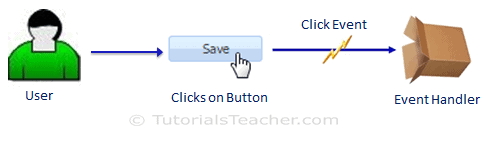 Click Event
Save
User
Clicks on Button
Event Handler
© TutorialsTeacher.com